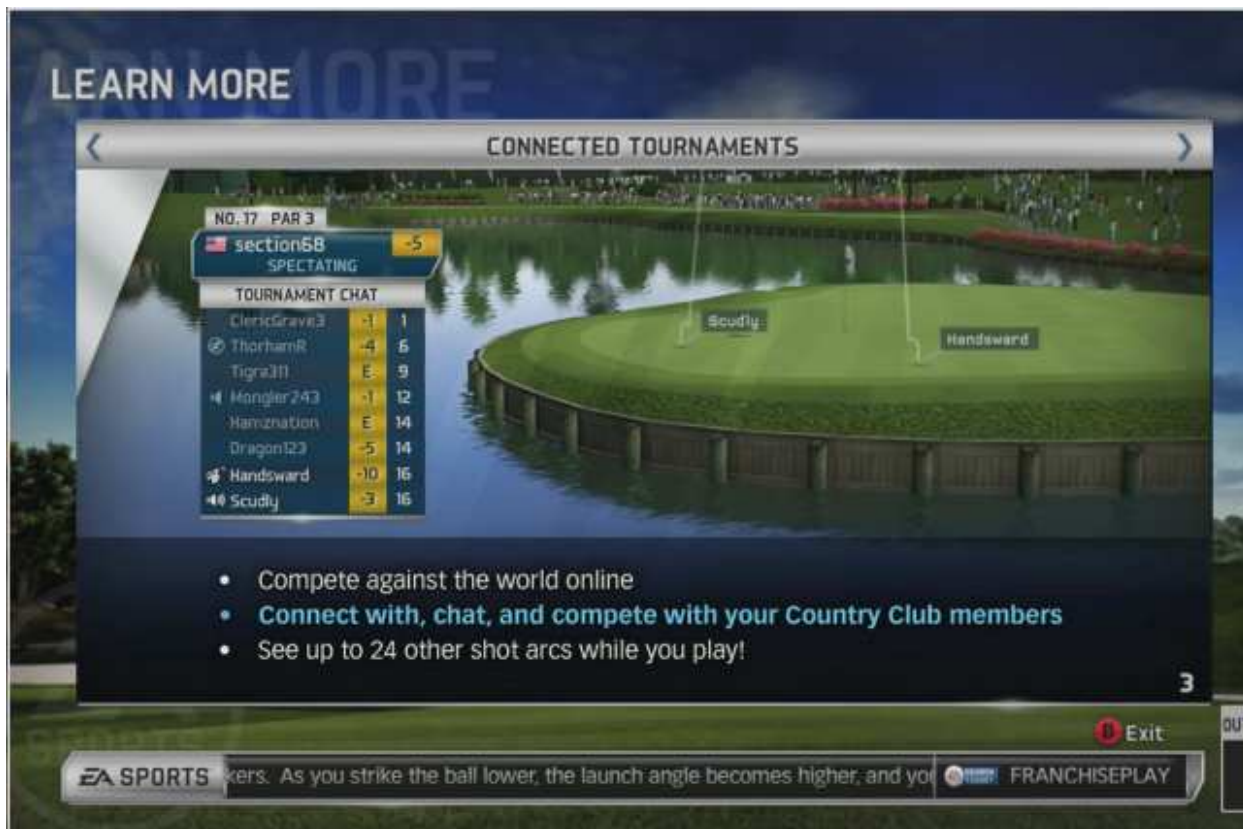 LEARN MORE
CONNECTED TOURNAMENTS
NO. 17 PAR 3
section68 -5
SPECTATING
TOURNAMENT CHAT
ClericGrave3 -1 1
ThorhamR -4 6
Tigra311 E 9
Mongler243 -1 12
Hamznation E 14
Dragon123 -5 14
Handsward -10 16
Scudly -3 16
Scudly
Handsward
• Compete against the world online
• Connect with, chat, and compete with your Country Club members
• See up to 24 other shot arcs while you play!
3
B Exit
OU
EA SPORTS kers. As you strike the ball lower, the launch angle becomes higher, and you FRANCHISEPLAY